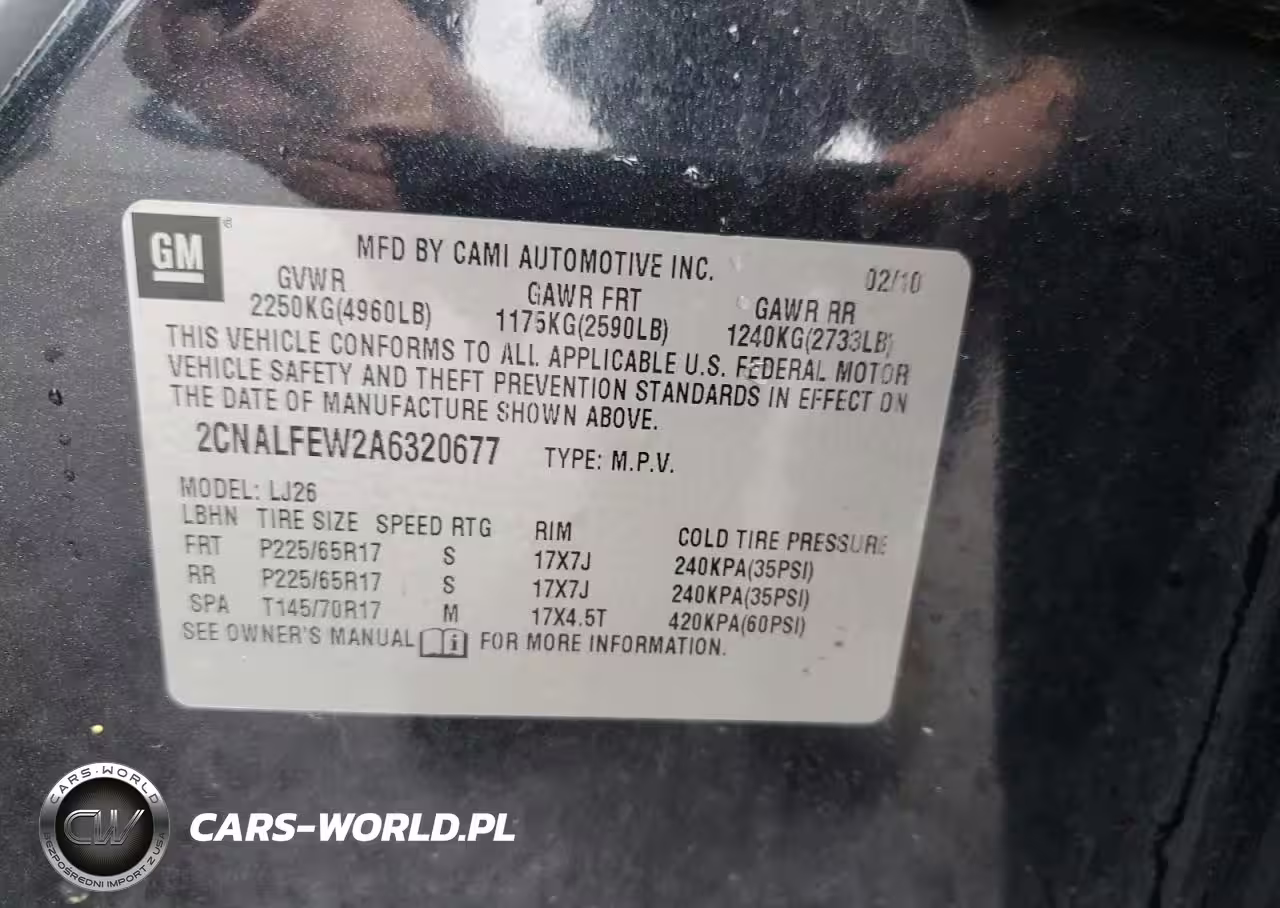 GM
®
MFD BY CAMI AUTOMOTIVE INC.
02/10
GVWR GAWR FRT GAWR RR
2250KG(4960LB) 1175KG(2590LB) 1240KG(2733LB)
THIS VEHICLE CONFORMS TO ALL APPLICABLE U.S. FEDERAL MOTOR
VEHICLE SAFETY AND THEFT PREVENTION STANDARDS IN EFFECT ON
THE DATE OF MANUFACTURE SHOWN ABOVE.
2CNALFEW2A6320677 TYPE: M.P.V.
MODEL: LJ26
LBHN TIRE SIZE SPEED RTG RIM COLD TIRE PRESSURE
FRT P225/65R17 S 17X7J 240KPA(35PSI)
RR P225/65R17 S 17X7J 240KPA(35PSI)
SPA T145/70R17 M 17X4.5T 420KPA(60PSI)
SEE OWNER'S MANUAL i FOR MORE INFORMATION.
CARS-WORLD
CW
BEZPOŚREDNI IMPORT Z USA
CARS-WORLD.PL